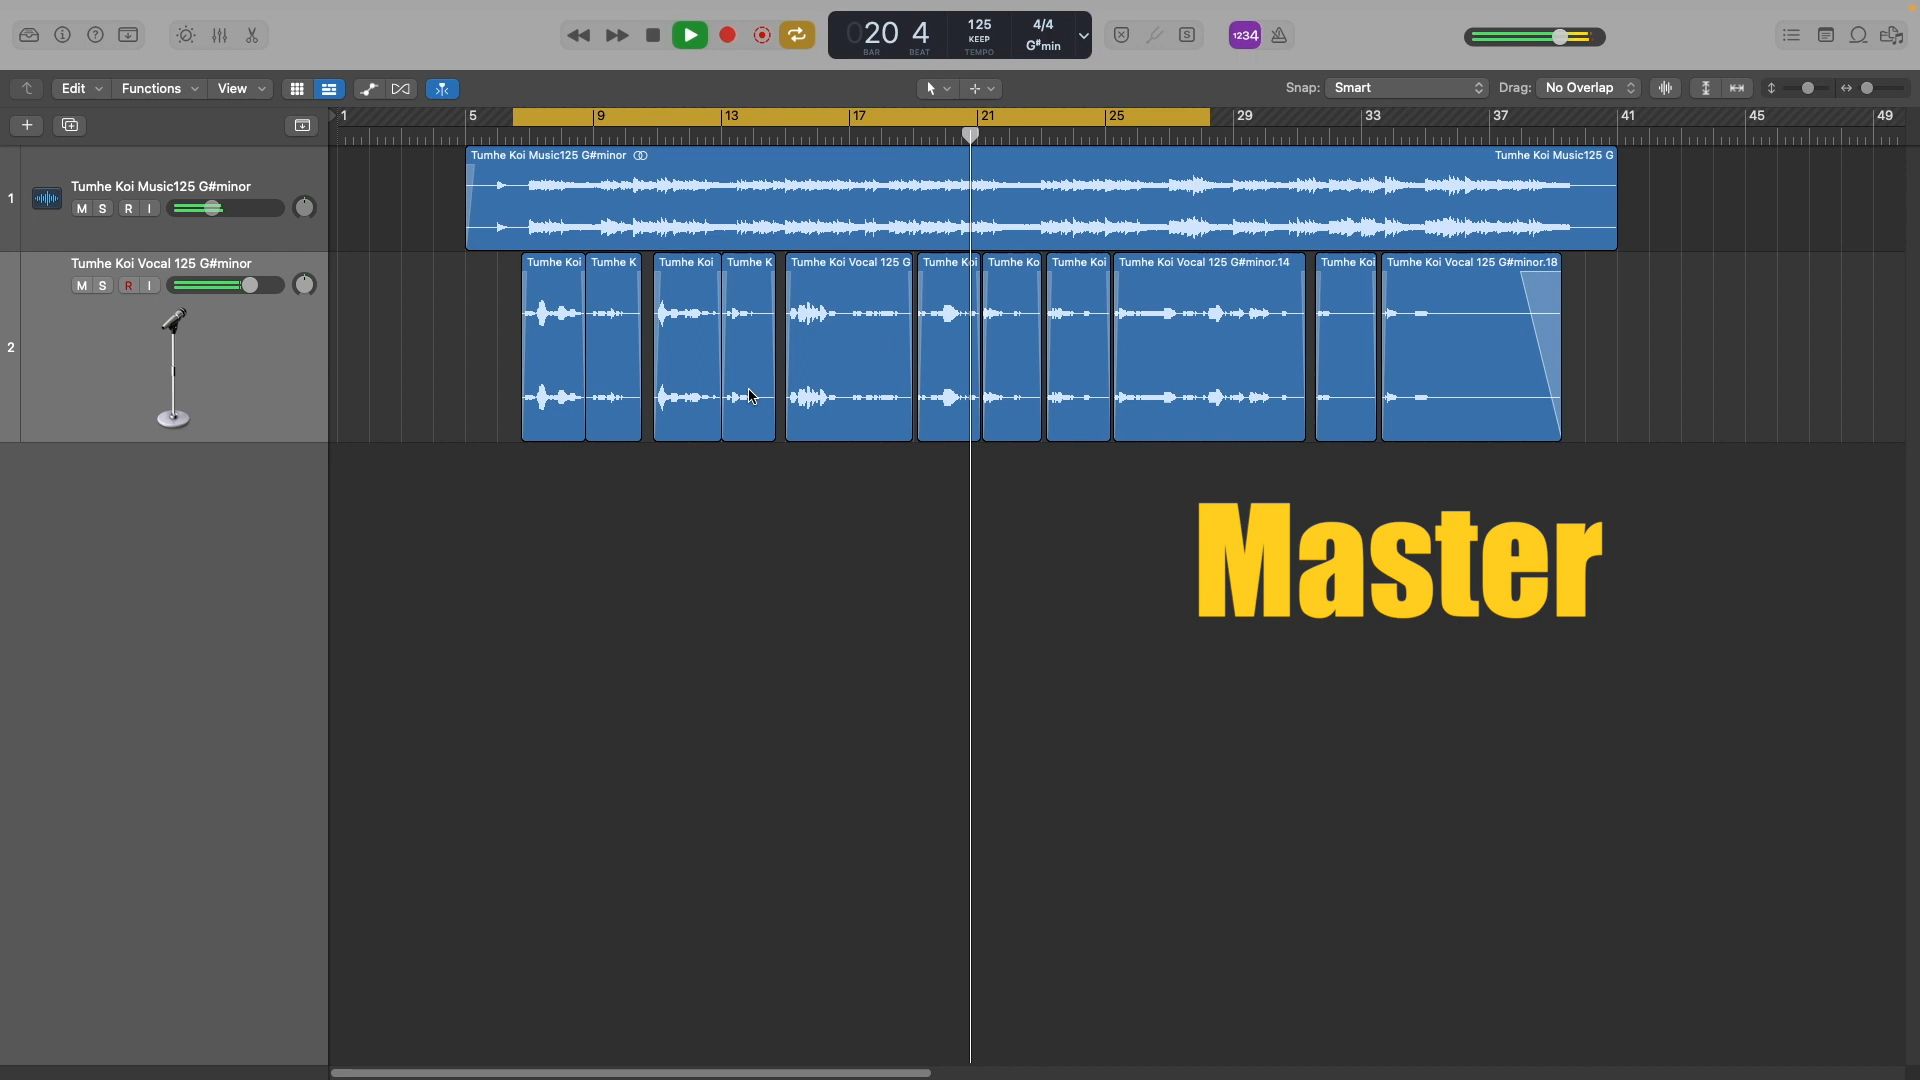 020 4
BAR BEAT
125
KEEP
TEMPO
4/4
G#min
S
1234
Edit
Functions
View
Snap: Smart
Drag: No Overlap
1 5 9 13 17 21 25 29 33 37 41 45 49
1
Tumhe Koi Music125 G#minor
M S R I
Tumhe Koi Music125 G#minor
Tumhe Koi Music125 G
2
Tumhe Koi Vocal 125 G#minor
M S R I
Tumhe Koi
Tumhe K
Tumhe Koi
Tumhe K
Tumhe Koi Vocal 125 G
Tumhe Koi
Tumhe Ko
Tumhe Koi
Tumhe Koi Vocal 125 G#minor.14
Tumhe Koi
Tumhe Koi Vocal 125 G#minor.18
Master